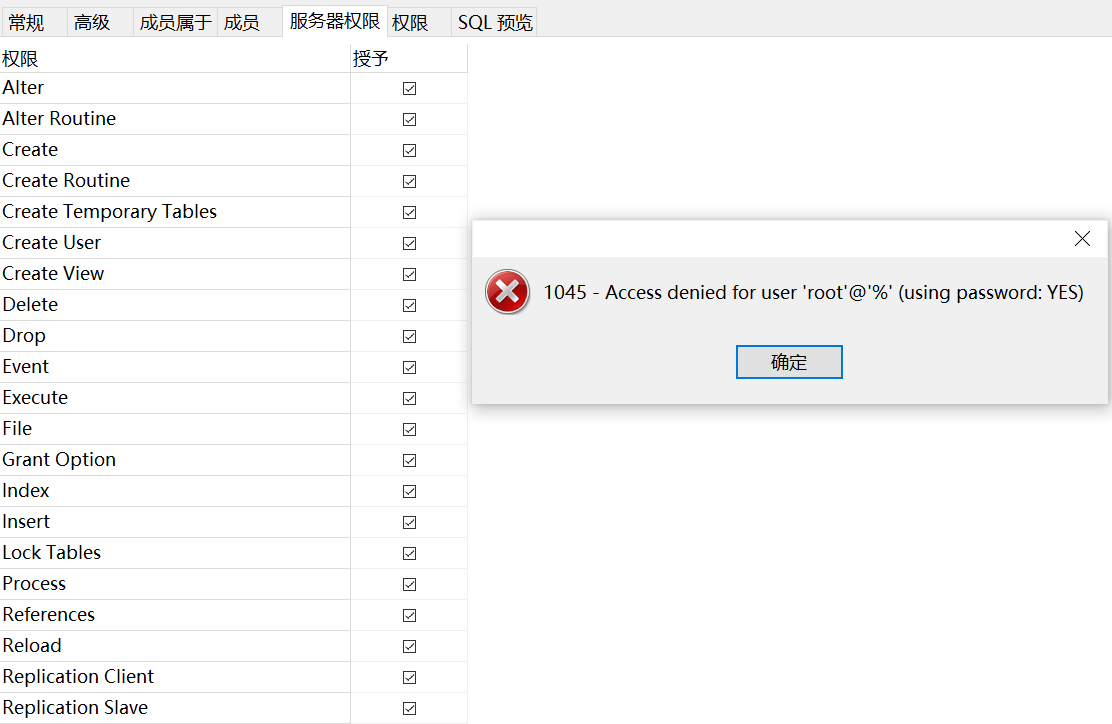 常规 高级 成员属于 成员 服务器权限 权限 SQL 预览
权限 授予
Alter
Alter Routine
Create
Create Routine
Create Temporary Tables
Create User
Create View
Delete
Drop
Event
Execute
File
Grant Option
Index
Insert
Lock Tables
Process
References
Reload
Replication Client
Replication Slave
1045 - Access denied for user 'root'@'%' (using password: YES)
确定